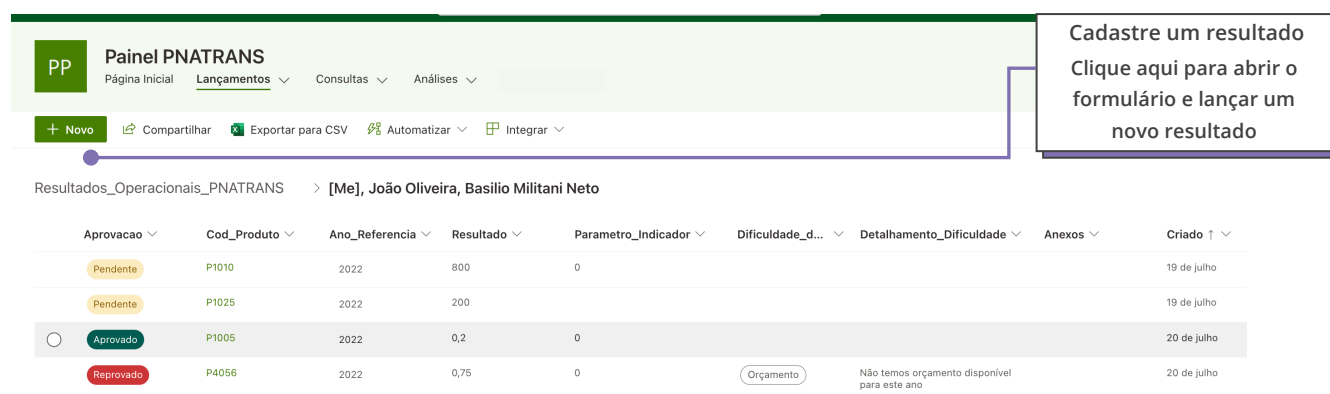 Cadastre um resultado
Clique aqui para abrir o
formulário e lançar um
novo resultado
PP
Painel PNATRANS
Página Inicial Lançamentos Consultas Análises
+ Novo Compartilhar Exportar para CSV Automatizar Integrar
Resultados_Operacionais_PNATRANS > [Me], João Oliveira, Basilio Militani Neto
Aprovacao Cod_Produto Ano_Referencia Resultado Parametro_Indicador Dificuldade_d... Detalhamento_Dificuldade Anexos Criado ↑
Pendente P1010 2022 800 0 19 de julho
Pendente P1025 2022 200 19 de julho
Aprovado P1005 2022 0,2 0 20 de julho
Reprovado P4056 2022 0,75 0 Orçamento Não temos orçamento disponível 20 de julho
para este ano